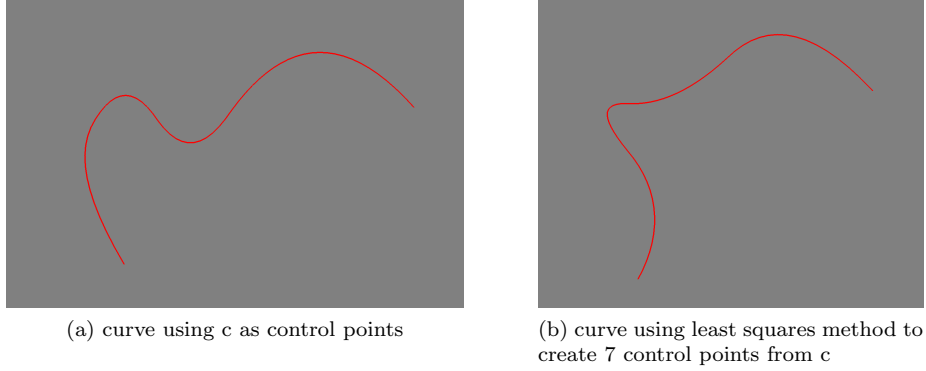 (a) curve using c as control points
(b) curve using least squares method to
create 7 control points from c